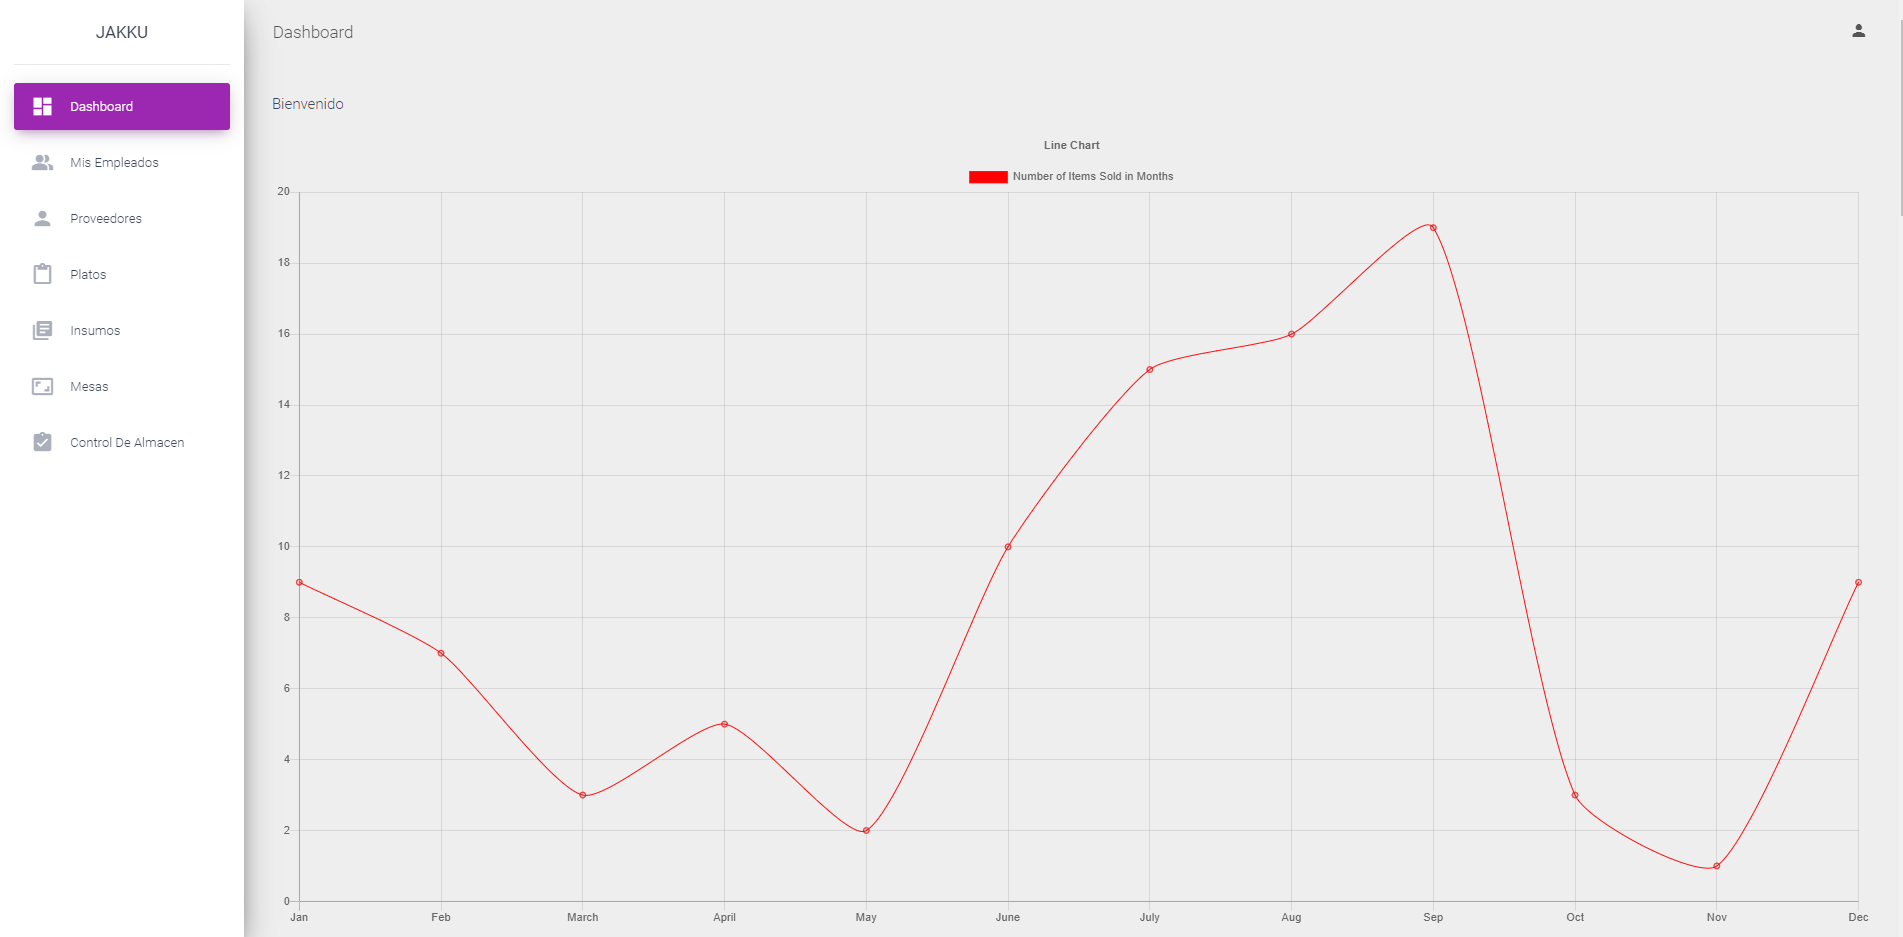 JAKKU
Dashboard
Mis Empleados
Proveedores
Platos
Insumos
Mesas
Control De Almacen
Dashboard
Bienvenido
Line Chart
Number of Items Sold in Months
20
18
16
14
12
10
8
6
4
2
0
Jan Feb March April May June July Aug Sep Oct Nov Dec